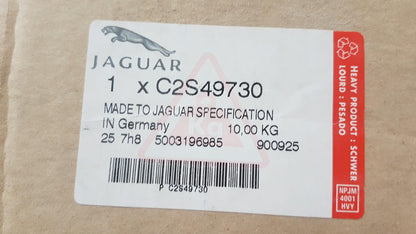 JAGUAR
1 x C2S49730
MADE TO JAGUAR SPECIFICATION
IN Germany 10,00 KG
25 7h8 5003196985 900925
P C2S49730
HEAVY PRODUCT : SCHWER
LOURD : PESADO
NPJM
4001
HVY